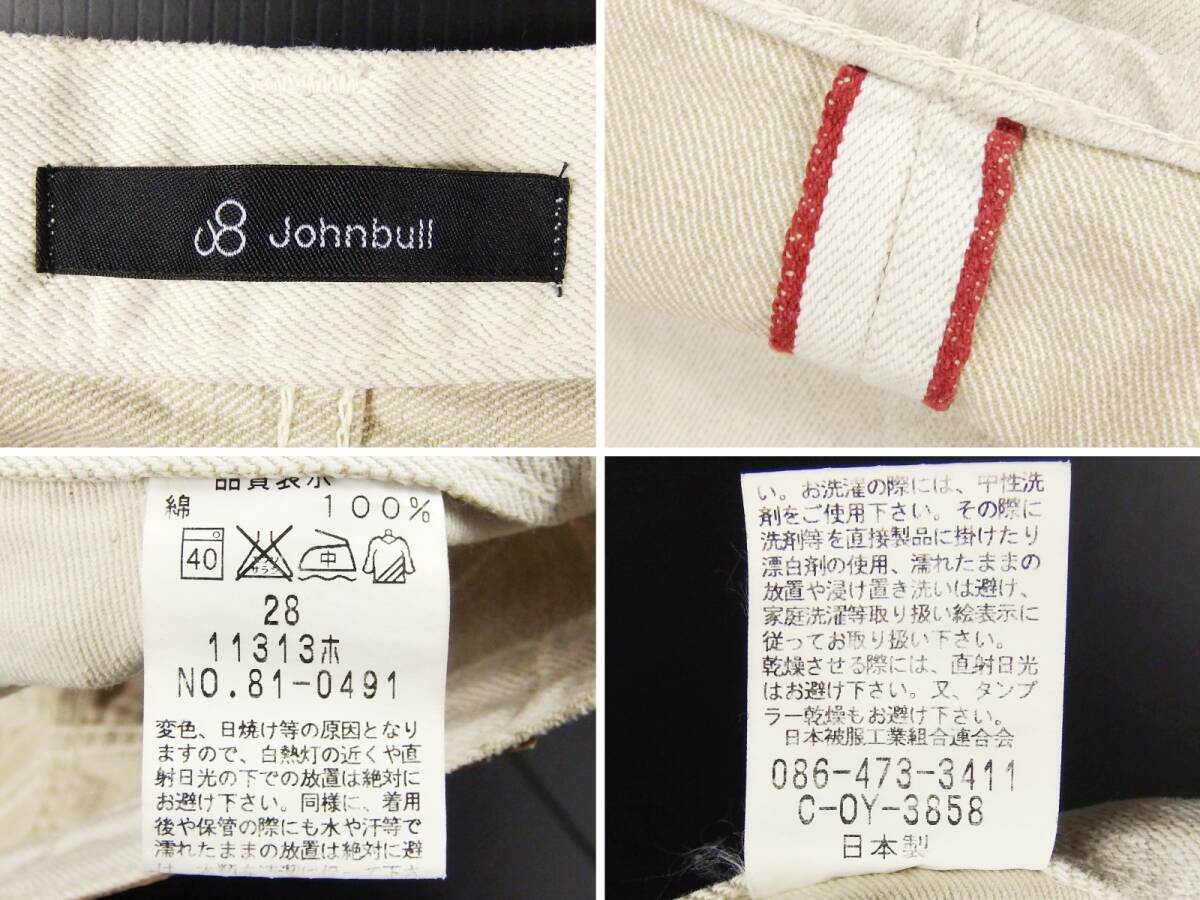 Johnbull
品質表示
綿 100%
40
中
28
11313ホ
NO.81-0491
変色、日焼け等の原因となり
ますので、白熱灯の近くや直
射日光の下での放置は絶対に
お避け下さい。同様に、着用
後や保管の際にも水や汗等で
濡れたままの放置は絶対に避
い。お洗濯の際には、中性洗
剤をご使用下さい。その際に
洗剤等を直接製品に掛けたり
漂白剤の使用、濡れたままの
放置や浸け置き洗いは避け、
家庭洗濯等取り扱い絵表示に
従ってお取り扱い下さい。
乾燥させる際には、直射日光
はお避け下さい。又、タンブ
ラー乾燥もお避け下さい。
日本被服工業組合連合会
086-473-3411
C-OY-3858
日本製